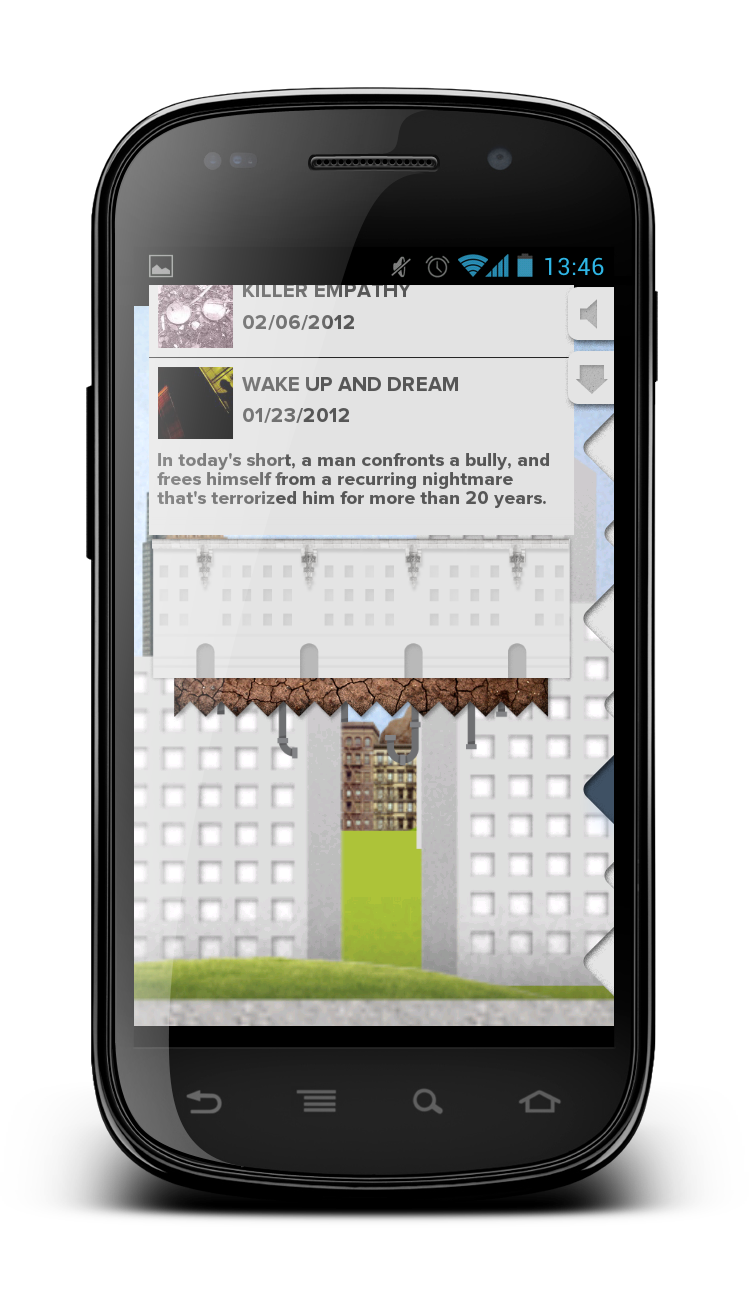 13:46
KILLER EMPATHY
02/06/2012
WAKE UP AND DREAM
01/23/2012
In today's short, a man confronts a bully, and
frees himself from a recurring nightmare
that's terrorized him for more than 20 years.